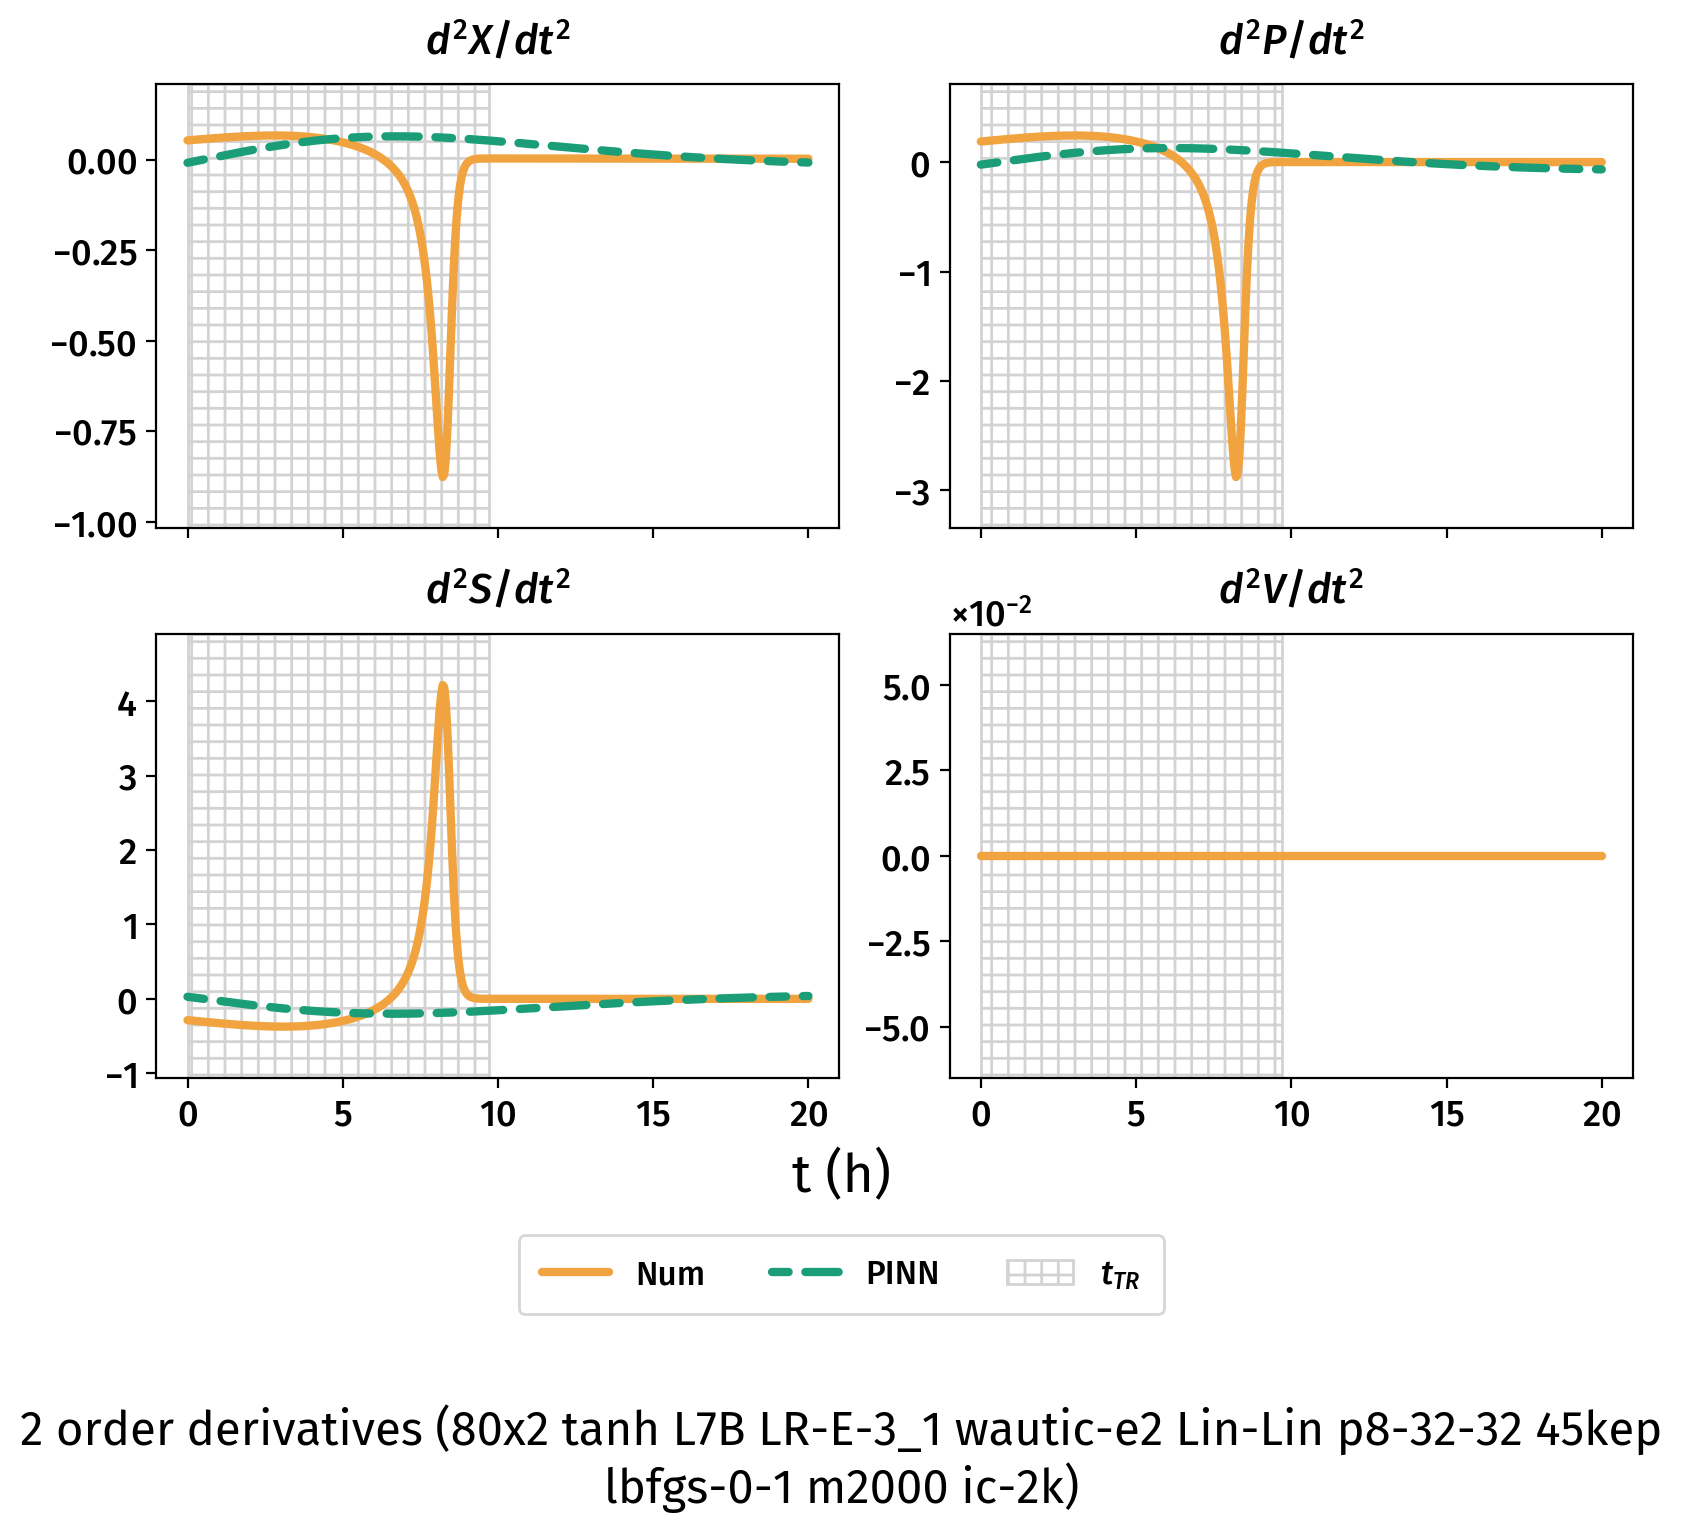 d²X/dt²
0.00
−0.25
−0.50
−0.75
−1.00
d²P/dt²
0
−1
−2
−3
d²S/dt²
4
3
2
1
0
−1
0 5 10 15 20
d²V/dt²
×10⁻²
5.0
2.5
0.0
−2.5
−5.0
0 5 10 15 20
t (h)
Num PINN t_TR
2 order derivatives (80x2 tanh L7B LR-E-3_1 wautic-e2 Lin-Lin p8-32-32 45kep
lbfgs-0-1 m2000 ic-2k)